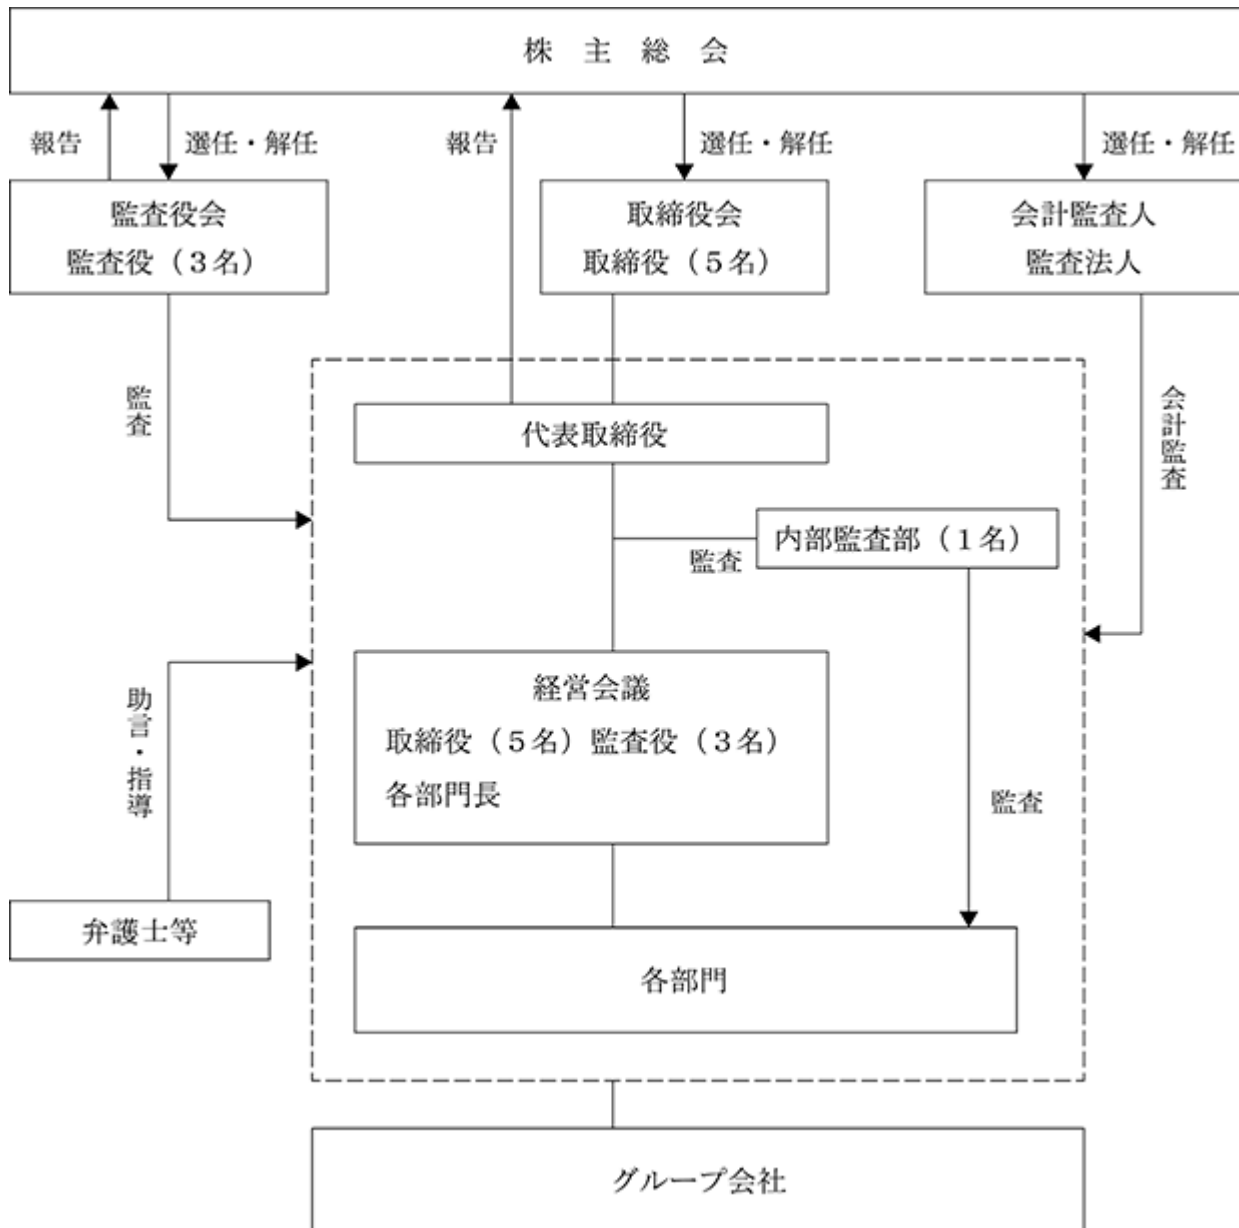 株主総会
報告
選任・解任
報告
選任・解任
選任・解任
監査役会
監査役（３名）
取締役会
取締役（５名）
会計監査人
監査法人
監査
会計監査
代表取締役
内部監査部（１名）
監査
経営会議
取締役（５名）監査役（３名）
各部門長
助言・指導
監査
弁護士等
各部門
グループ会社